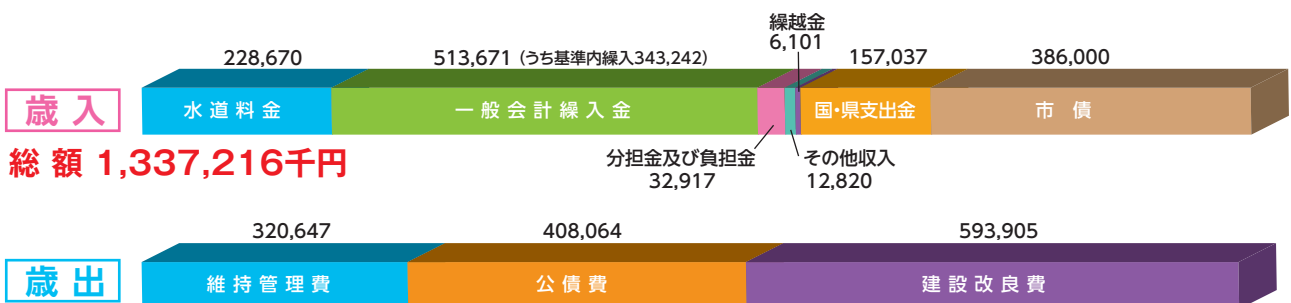 繰越金
6,101
228,670
513,671（うち基準内繰入343,242）
157,037
386,000
歳入
水道料金
一般会計繰入金
国・県支出金
市債
総額 1,337,216千円
分担金及び負担金
32,917
その他収入
12,820
320,647
408,064
593,905
歳出
維持管理費
公債費
建設改良費